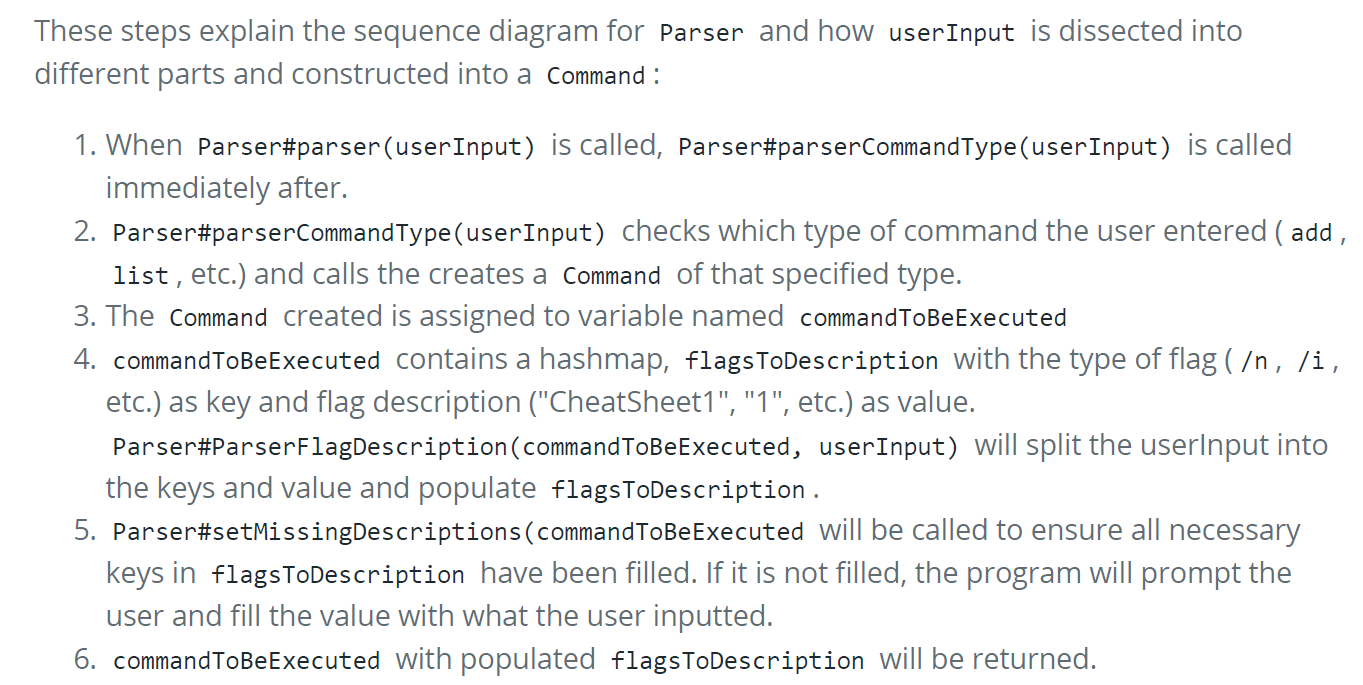 These steps explain the sequence diagram for Parser and how userInput is dissected into
different parts and constructed into a Command :
1. When Parser#parser(userInput) is called, Parser#parserCommandType(userInput) is called
immediately after.
2. Parser#parserCommandType(userInput) checks which type of command the user entered ( add ,
list , etc.) and calls the creates a Command of that specified type.
3. The Command created is assigned to variable named commandToBeExecuted
4. commandToBeExecuted contains a hashmap, flagsToDescription with the type of flag ( /n , /i ,
etc.) as key and flag description ("CheatSheet1", "1", etc.) as value.
Parser#ParserFlagDescription(commandToBeExecuted, userInput) will split the userInput into
the keys and value and populate flagsToDescription .
5. Parser#setMissingDescriptions(commandToBeExecuted will be called to ensure all necessary
keys in flagsToDescription have been filled. If it is not filled, the program will prompt the
user and fill the value with what the user inputted.
6. commandToBeExecuted with populated flagsToDescription will be returned.